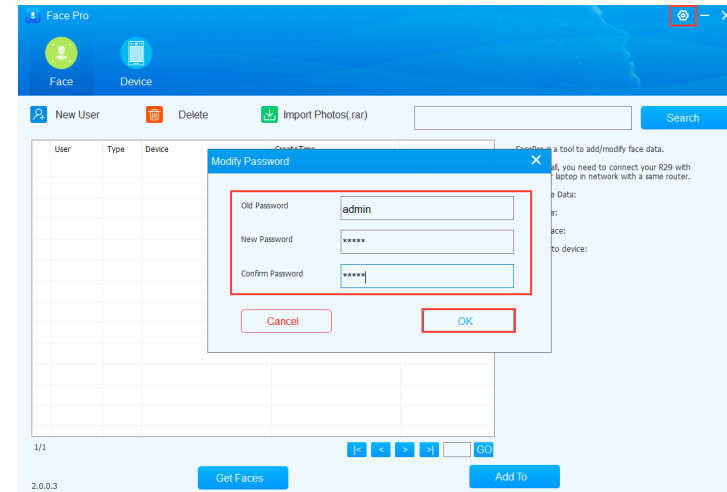 Face Pro
Face
Device
New User
Delete
Import Photos(.rar)
Search
User Type Device CreateTime
Modify Password
Old Password
admin
New Password
*****
Confirm Password
*****
Cancel
OK
is a tool to add/modify face data.
all, you need to connect your R29 with
laptop in network with a same router.
Data:
to device:
1/1
|< < > >| GO
Get Faces
Add To
2.0.0.3